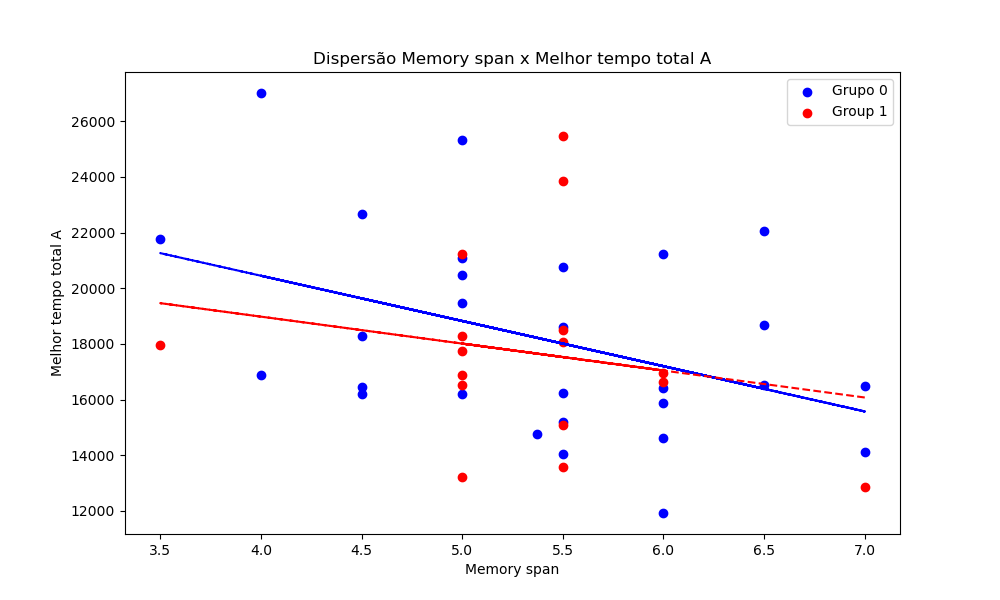 Dispersão Memory span x Melhor tempo total A
Grupo 0
Group 1
Melhor tempo total A
26000
24000
22000
20000
18000
16000
14000
12000
3.5 4.0 4.5 5.0 5.5 6.0 6.5 7.0
Memory span